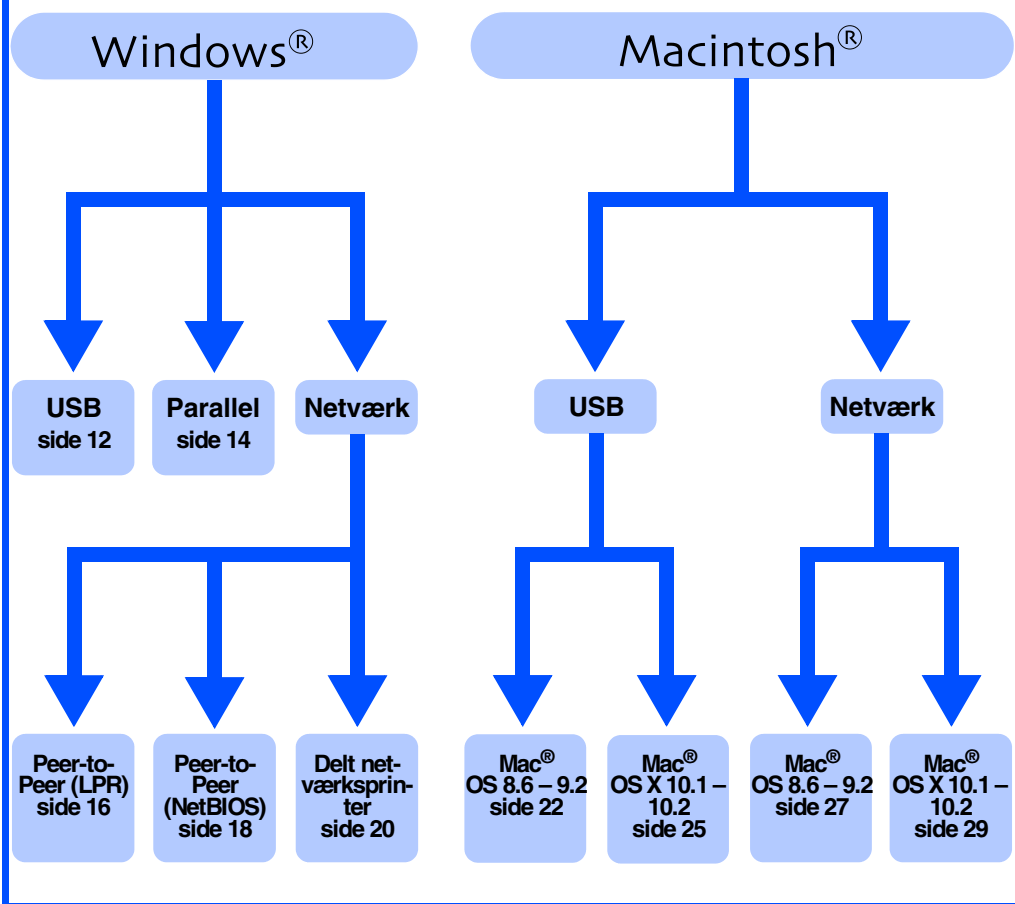 Windows®
Macintosh®
USB
side 12
Parallel
side 14
Netværk
USB
Netværk
Peer-to-
Peer (LPR)
side 16
Peer-to-
Peer
(NetBIOS)
side 18
Delt net-
værksprin-
ter
side 20
Mac®
OS 8.6 – 9.2
side 22
Mac®
OS X 10.1 –
10.2
side 25
Mac®
OS 8.6 – 9.2
side 27
Mac®
OS X 10.1 –
10.2
side 29